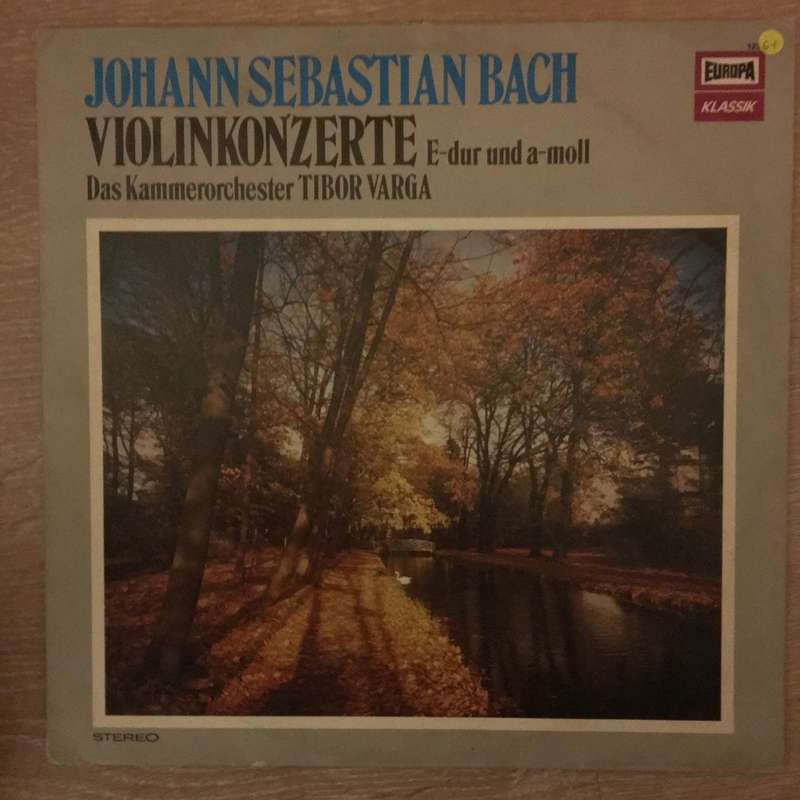 JOHANN SEBASTIAN BACH
VIOLINKONZERTE E-dur und a-moll
Das Kammerorchester TIBOR VARGA
EUROPA
KLASSIK
STEREO